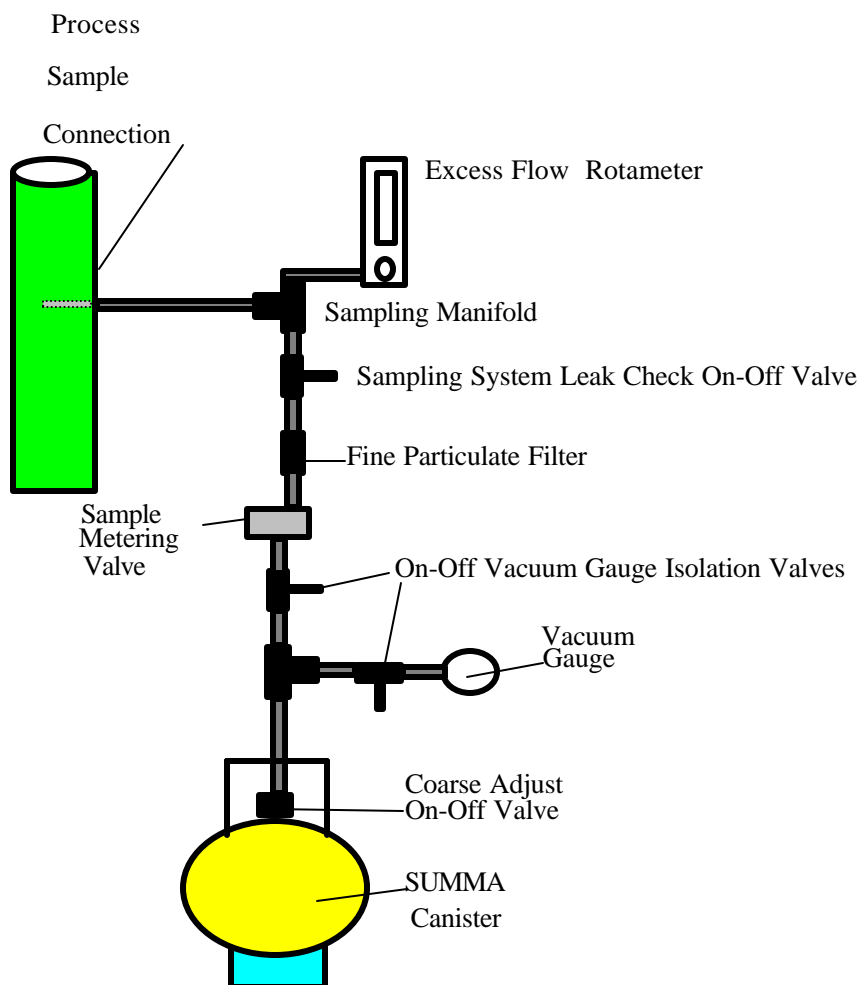 Process
Sample
Connection
Excess Flow Rotameter
Sampling Manifold
Sampling System Leak Check On-Off Valve
Fine Particulate Filter
Sample
Metering
Valve
On-Off Vacuum Gauge Isolation Valves
Vacuum
Gauge
Coarse Adjust
On-Off Valve
SUMMA
Canister